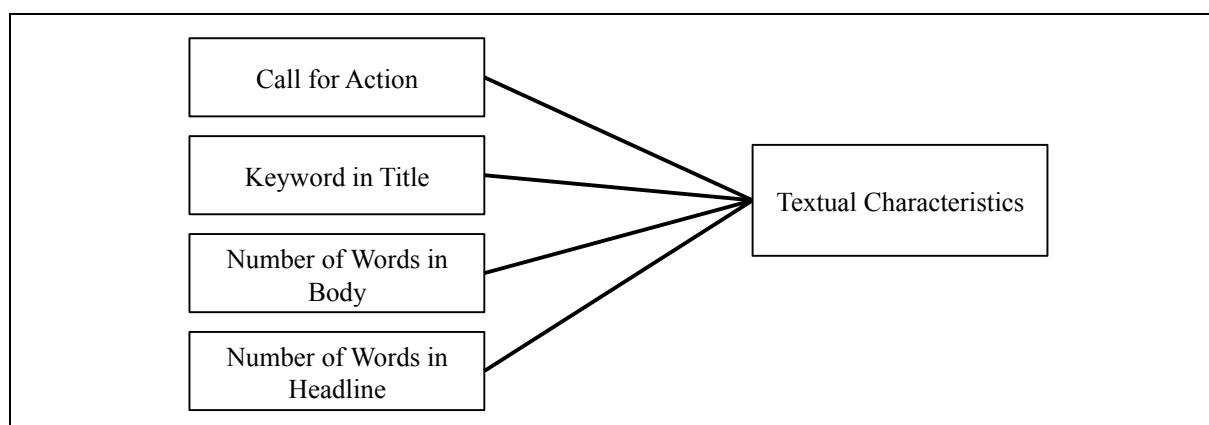 Call for Action
Keyword in Title
Number of Words in
Body
Number of Words in
Headline
Textual Characteristics